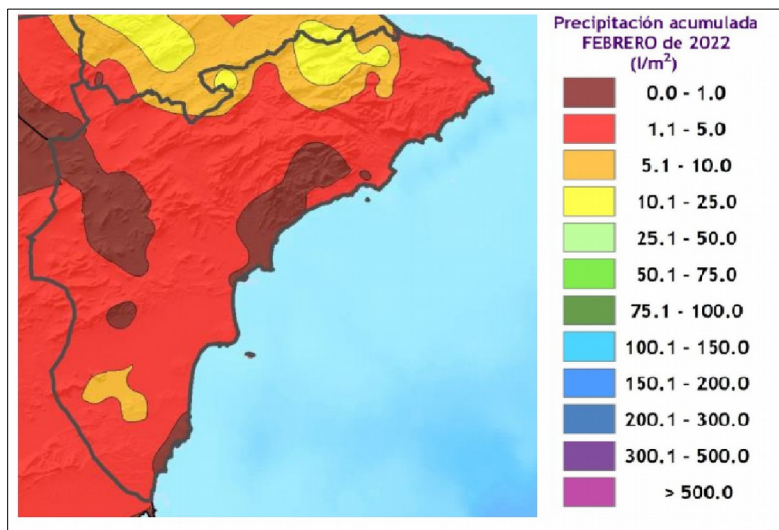 Precipitación acumulada
FEBRERO de 2022
(l/m²)
0.0 - 1.0
1.1 - 5.0
5.1 - 10.0
10.1 - 25.0
25.1 - 50.0
50.1 - 75.0
75.1 - 100.0
100.1 - 150.0
150.1 - 200.0
200.1 - 300.0
300.1 - 500.0
> 500.0